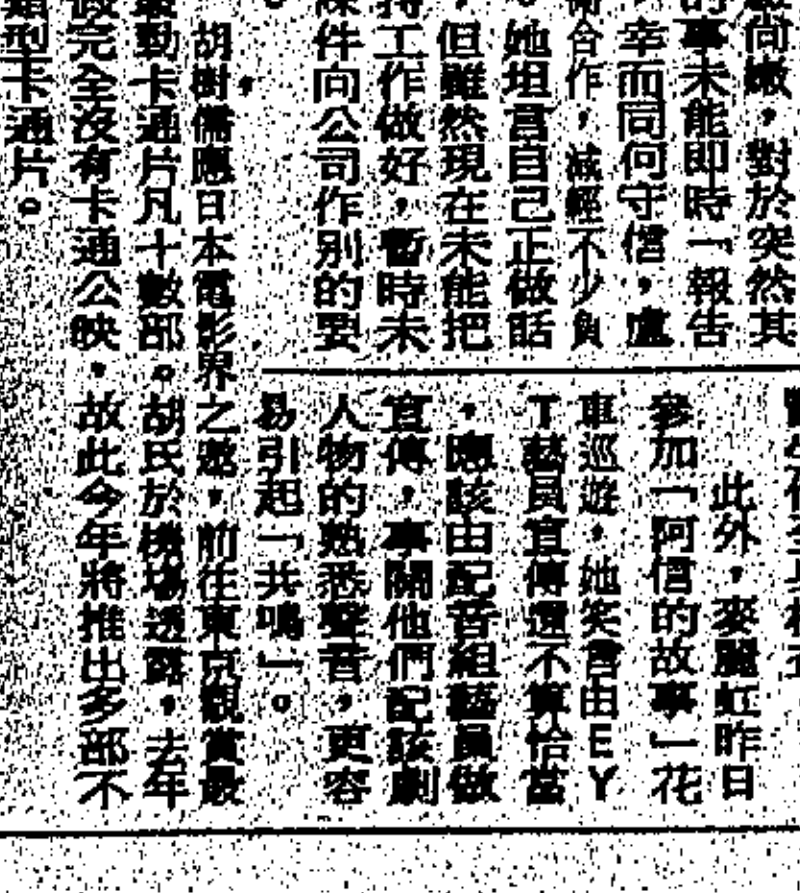 尚嫩，對於突然其
的事未能即時「報告
，幸而同何守信，盧
衛合作，減輕不少負
。她坦言自己正做話
，但雖然現在未能把
持工作做好，暫時未
條件向公司作別的要
。
此外，麥麗虹昨日
參加「阿信的故事」花
車巡遊，她笑言由EY
T藝員宣傳還不算恰當
，應該由配音組藝員做
宣傳，事關他們配該劇
人物的熟悉聲音，更容
易引起「共鳴」。
胡樹儒應日本電影界之邀，前往東京觀賞最
勁卡通片凡十數部。胡氏於機場透露，去年
完全沒有卡通公映，故此今年將推出多部不
類型卡通片。